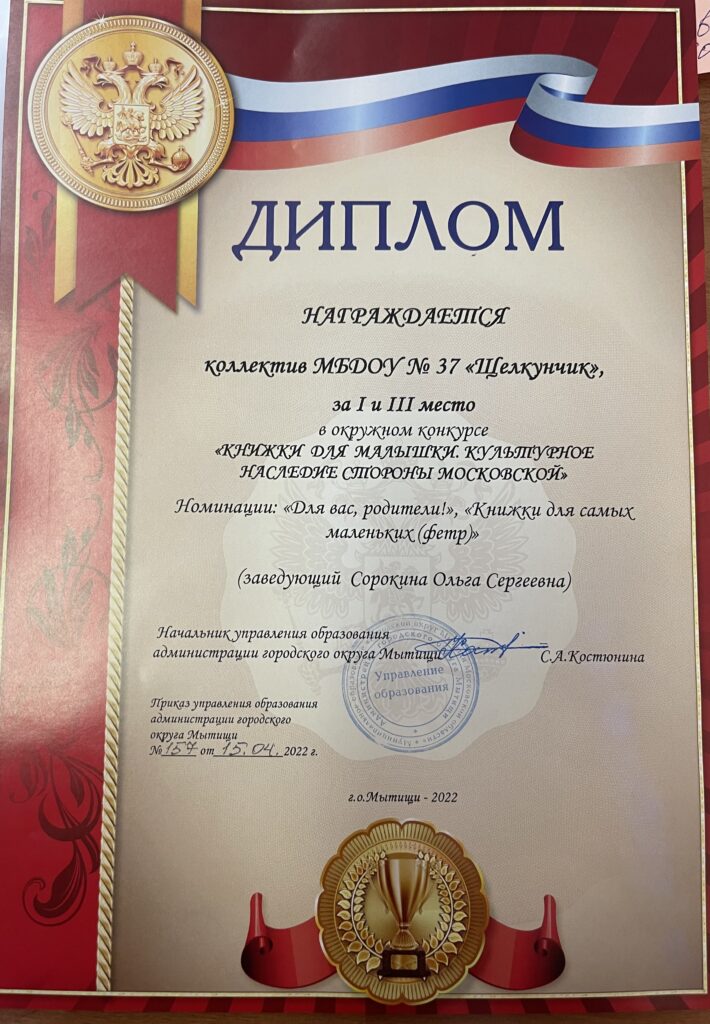 ДИПЛОМ
НАГРАЖДАЕТСЯ
коллектив МБДОУ № 37 «Щелкунчик»,
за I и III место
в окружном конкурсе
«КНИЖКИ ДЛЯ МАЛЫШКИ. КУЛЬТУРНОЕ
НАСЛЕДИЕ СТОРОНЫ МОСКОВСКОЙ»
Номинации: «Для вас, родители!», «Книжки для самых
маленьких (фетр)»
(заведующий Сорокина Ольга Сергеевна)
Начальник управления образования
администрации городского округа Мытищи С.А.Костюнина
Управление
образования
Приказ управления образования
администрации городского
округа Мытищи
№ 157 от 15.04. 2022 г.
г.о.Мытищи - 2022